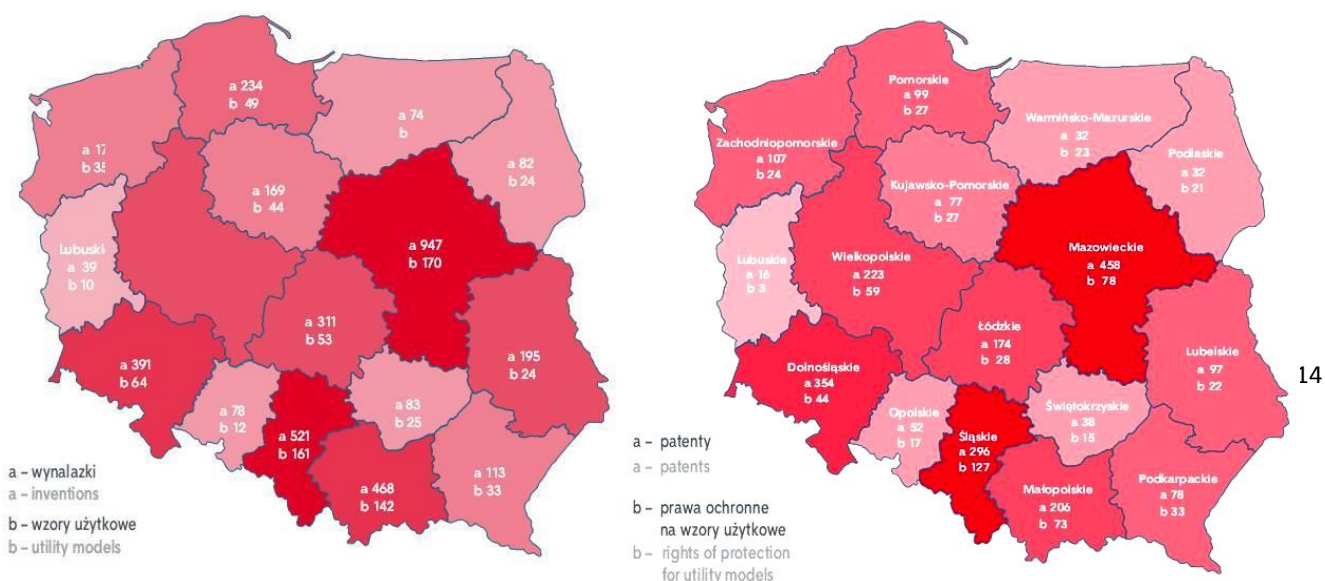 a 234
b 49
a 74
b
a 17
b 35
a 82
b 24
a 169
b 44
a 947
b 170
Lubuski
a 39
b 10
a 311
b 53
a 195
b 24
a 391
b 64
a 78
b 12
a 83
b 25
a 521
b 161
a 113
b 33
a 468
b 142
a – wynalazki
a – inventions
b – wzory użytkowe
b – utility models
Pomorskie
a 99
b 27
Warmińsko-Mazurskie
a 32
b 23
Zachodniopomorskie
a 107
b 24
Podlaskie
a 32
b 21
Kujawsko-Pomorskie
a 77
b 27
Mazowieckie
a 458
b 78
Lubuskie
a 16
b 3
Wielkopolskie
a 223
b 59
Łódzkie
a 174
b 28
Lubelskie
a 97
b 22
Dolnośląskie
a 354
b 44
Opolskie
a 52
b 17
Śląskie
a 296
b 127
Świętokrzyskie
a 38
b 15
Małopolskie
a 206
b 73
Podkarpackie
a 78
b 33
a – patenty
a – patents
b – prawa ochronne
na wzory użytkowe
b – rights of protection
for utility models
14